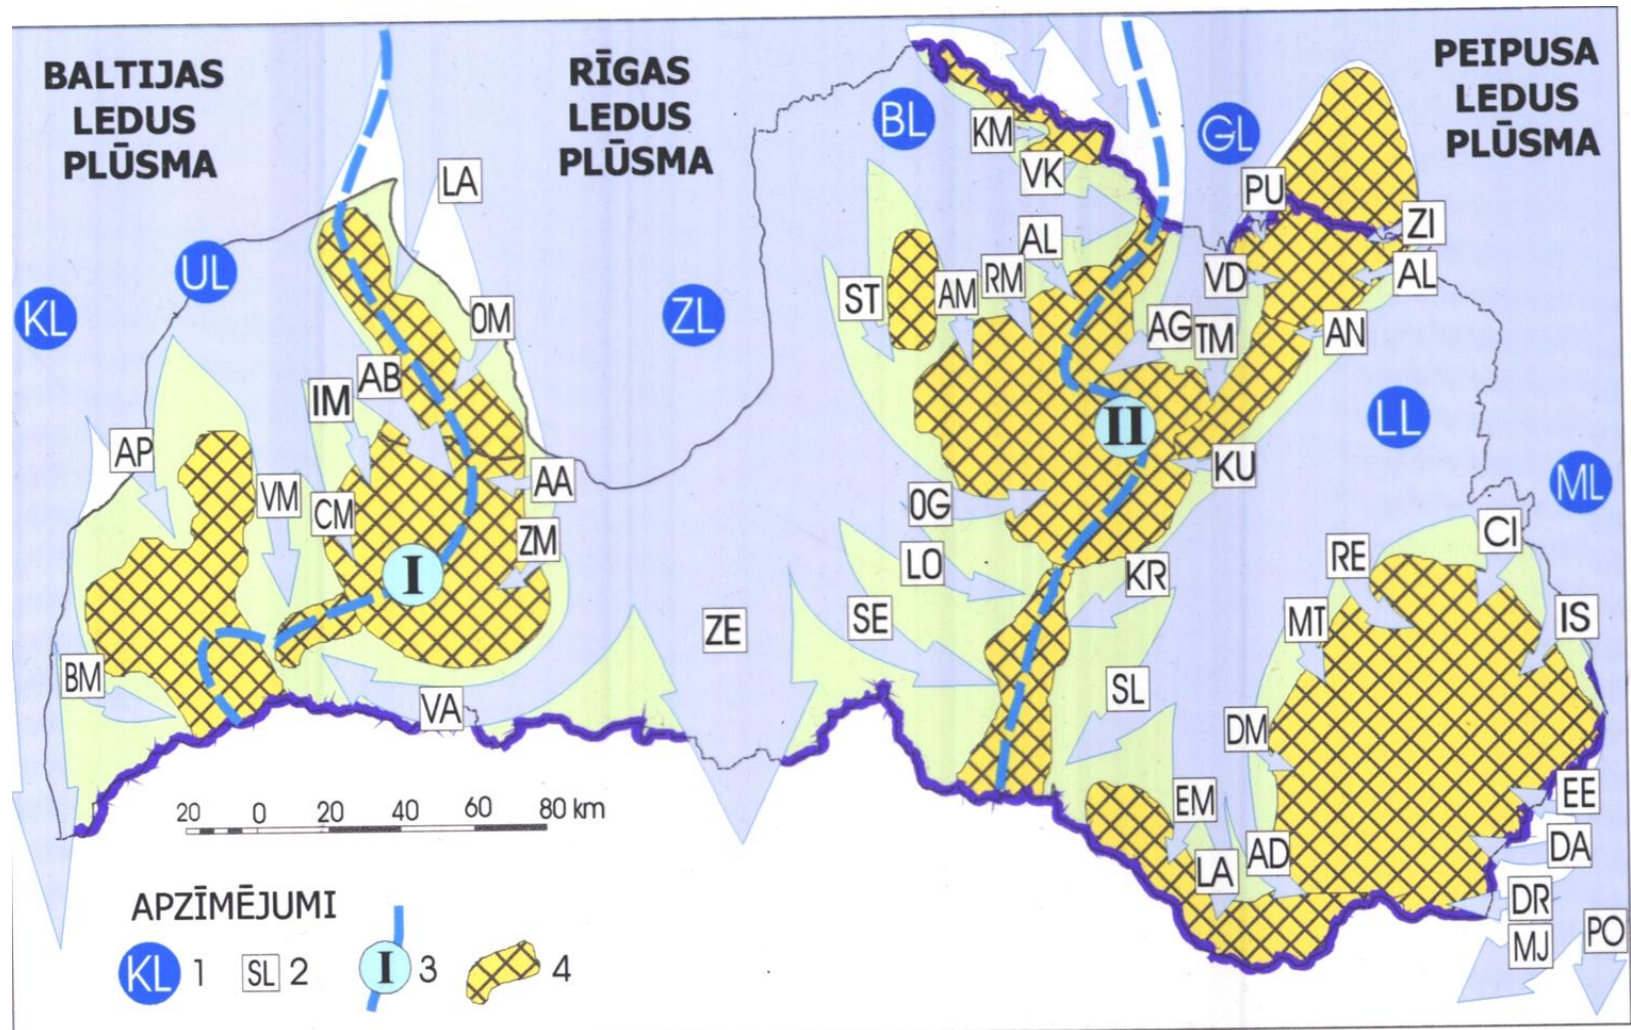 BALTIJAS
LEDUS
PLŪSMA
RĪGAS
LEDUS
PLŪSMA
PEIPUSA
LEDUS
PLŪSMA
BL
GL
KM
VK
PU
LA
ZI
UL
AL
VD
AL
KL
ZL
ST
AM
RM
OM
AG
TM
AN
AB
IM
LL
II
AP
KU
ML
VM
AA
CM
OG
ZM
CI
I
LO
KR
RE
SE
ZE
MT
IS
BM
SL
VA
DM
20 0 20 40 60 80 km
EM
EE
DA
LA
AD
DR
MJ
PO
APZĪMĒJUMI
KL 1 SL 2 I 3 4